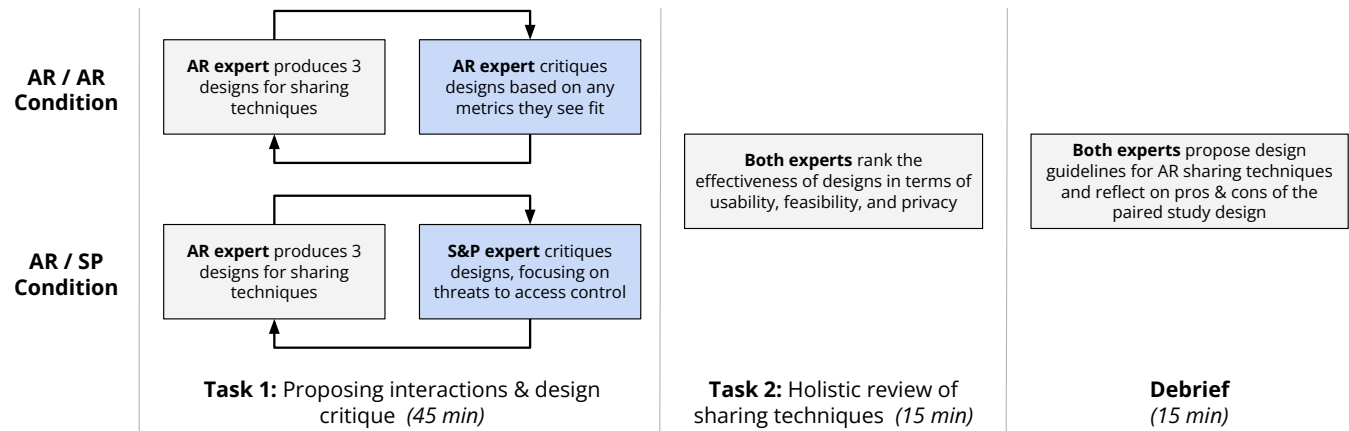 AR / AR
Condition
AR expert produces 3
designs for sharing
techniques
AR expert critiques
designs based on any
metrics they see fit
AR / SP
Condition
AR expert produces 3
designs for sharing
techniques
S&P expert critiques
designs, focusing on
threats to access control
Both experts rank the
effectiveness of designs in terms of
usability, feasibility, and privacy
Both experts propose design
guidelines for AR sharing techniques
and reflect on pros & cons of the
paired study design
Task 1: Proposing interactions & design
critique (45 min)
Task 2: Holistic review of
sharing techniques (15 min)
Debrief
(15 min)